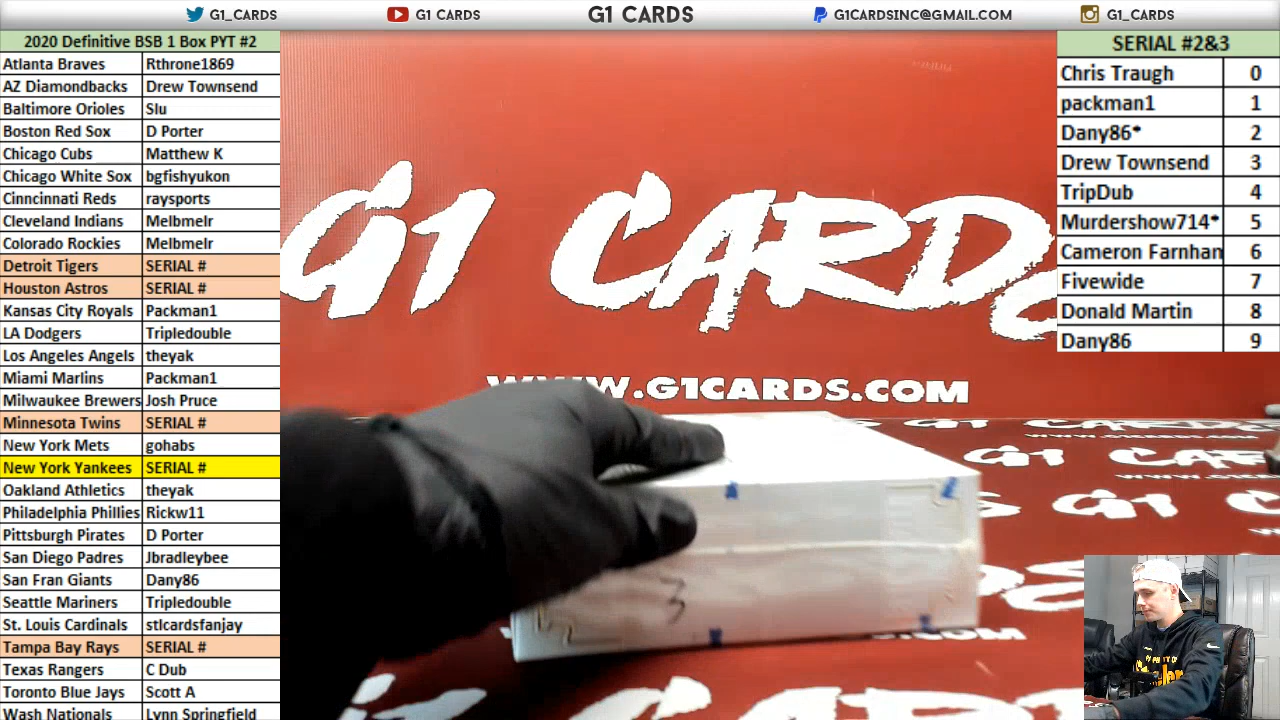 G1_CARDS
G1 CARDS
G1 CARDS
G1CARDSINC@GMAIL.COM
G1_CARDS
2020 Definitive BSB 1 Box PYT #2
Atlanta Braves Rthrone1869
AZ Diamondbacks Drew Townsend
Baltimore Orioles Slu
Boston Red Sox D Porter
Chicago Cubs Matthew K
Chicago White Sox bgfishyukon
Cinncinnati Reds raysports
Cleveland Indians Melbmelr
Colorado Rockies Melbmelr
Detroit Tigers SERIAL #
Houston Astros SERIAL #
Kansas City Royals Packman1
LA Dodgers Tripledouble
Los Angeles Angels theyak
Miami Marlins Packman1
Milwaukee Brewers Josh Pruce
Minnesota Twins SERIAL #
New York Mets gohabs
New York Yankees SERIAL #
Oakland Athletics theyak
Philadelphia Phillies Rickw11
Pittsburgh Pirates D Porter
San Diego Padres Jbradleybee
San Fran Giants Dany86
Seattle Mariners Tripledouble
St. Louis Cardinals stlcardsfanjay
Tampa Bay Rays SERIAL #
Texas Rangers C Dub
Toronto Blue Jays Scott A
Wash Nationals Lynn Springfield
G1 CARDS
WWW.G1CARDS.COM
3
SERIAL #2&3
Chris Traugh 0
packman1 1
Dany86* 2
Drew Townsend 3
TripDub 4
Murdershow714* 5
Cameron Farnham 6
Fivewide 7
Donald Martin 8
Dany86 9